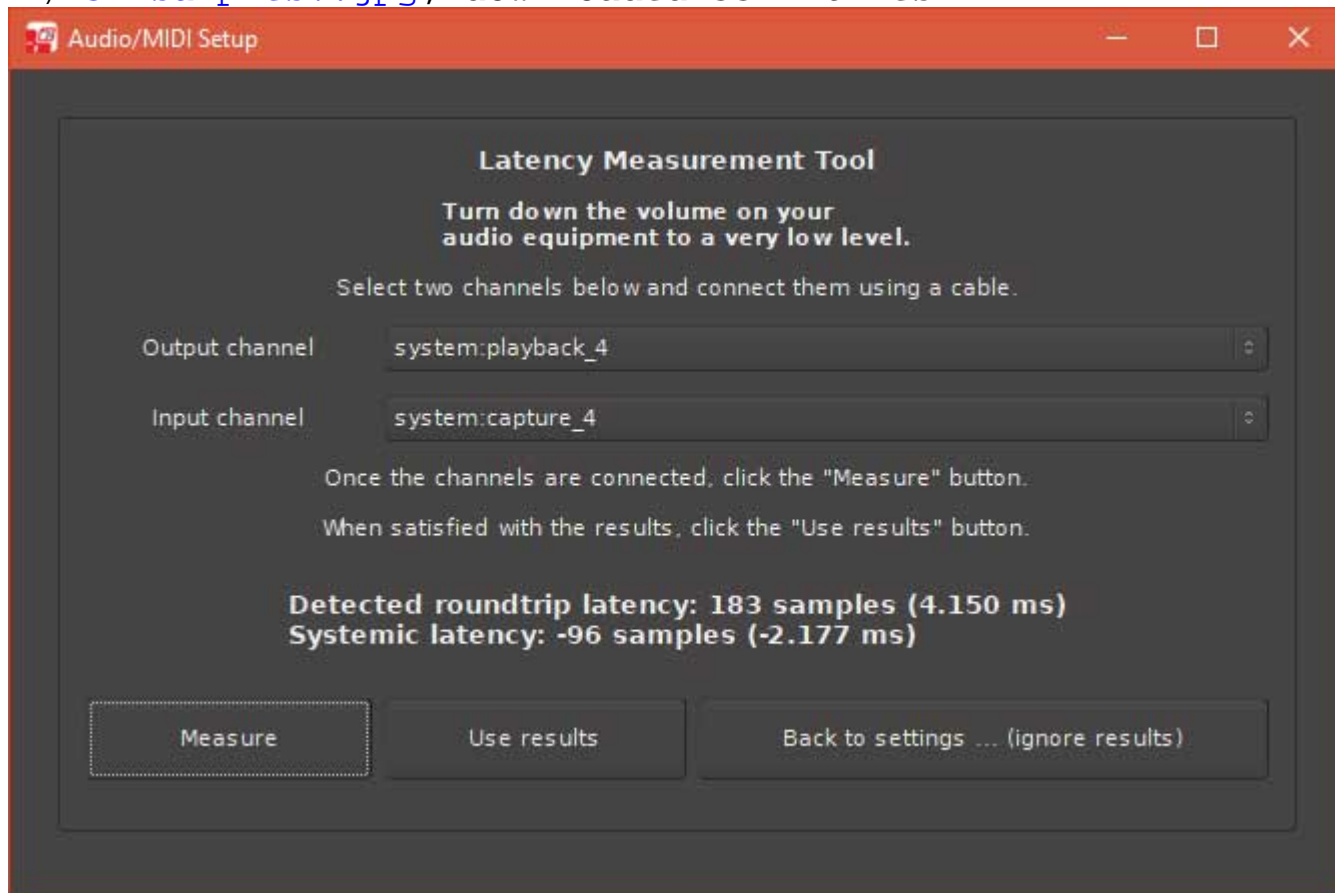 Audio/MIDI Setup
Latency Measurement Tool
Turn down the volume on your
audio equipment to a very low level.
Select two channels below and connect them using a cable.
Output channel system:playback_4
Input channel system:capture_4
Once the channels are connected, click the "Measure" button.
When satisfied with the results, click the "Use results" button.
Detected roundtrip latency: 183 samples (4.150 ms)
Systemic latency: -96 samples (-2.177 ms)
Measure Use results Back to settings ... (ignore results)